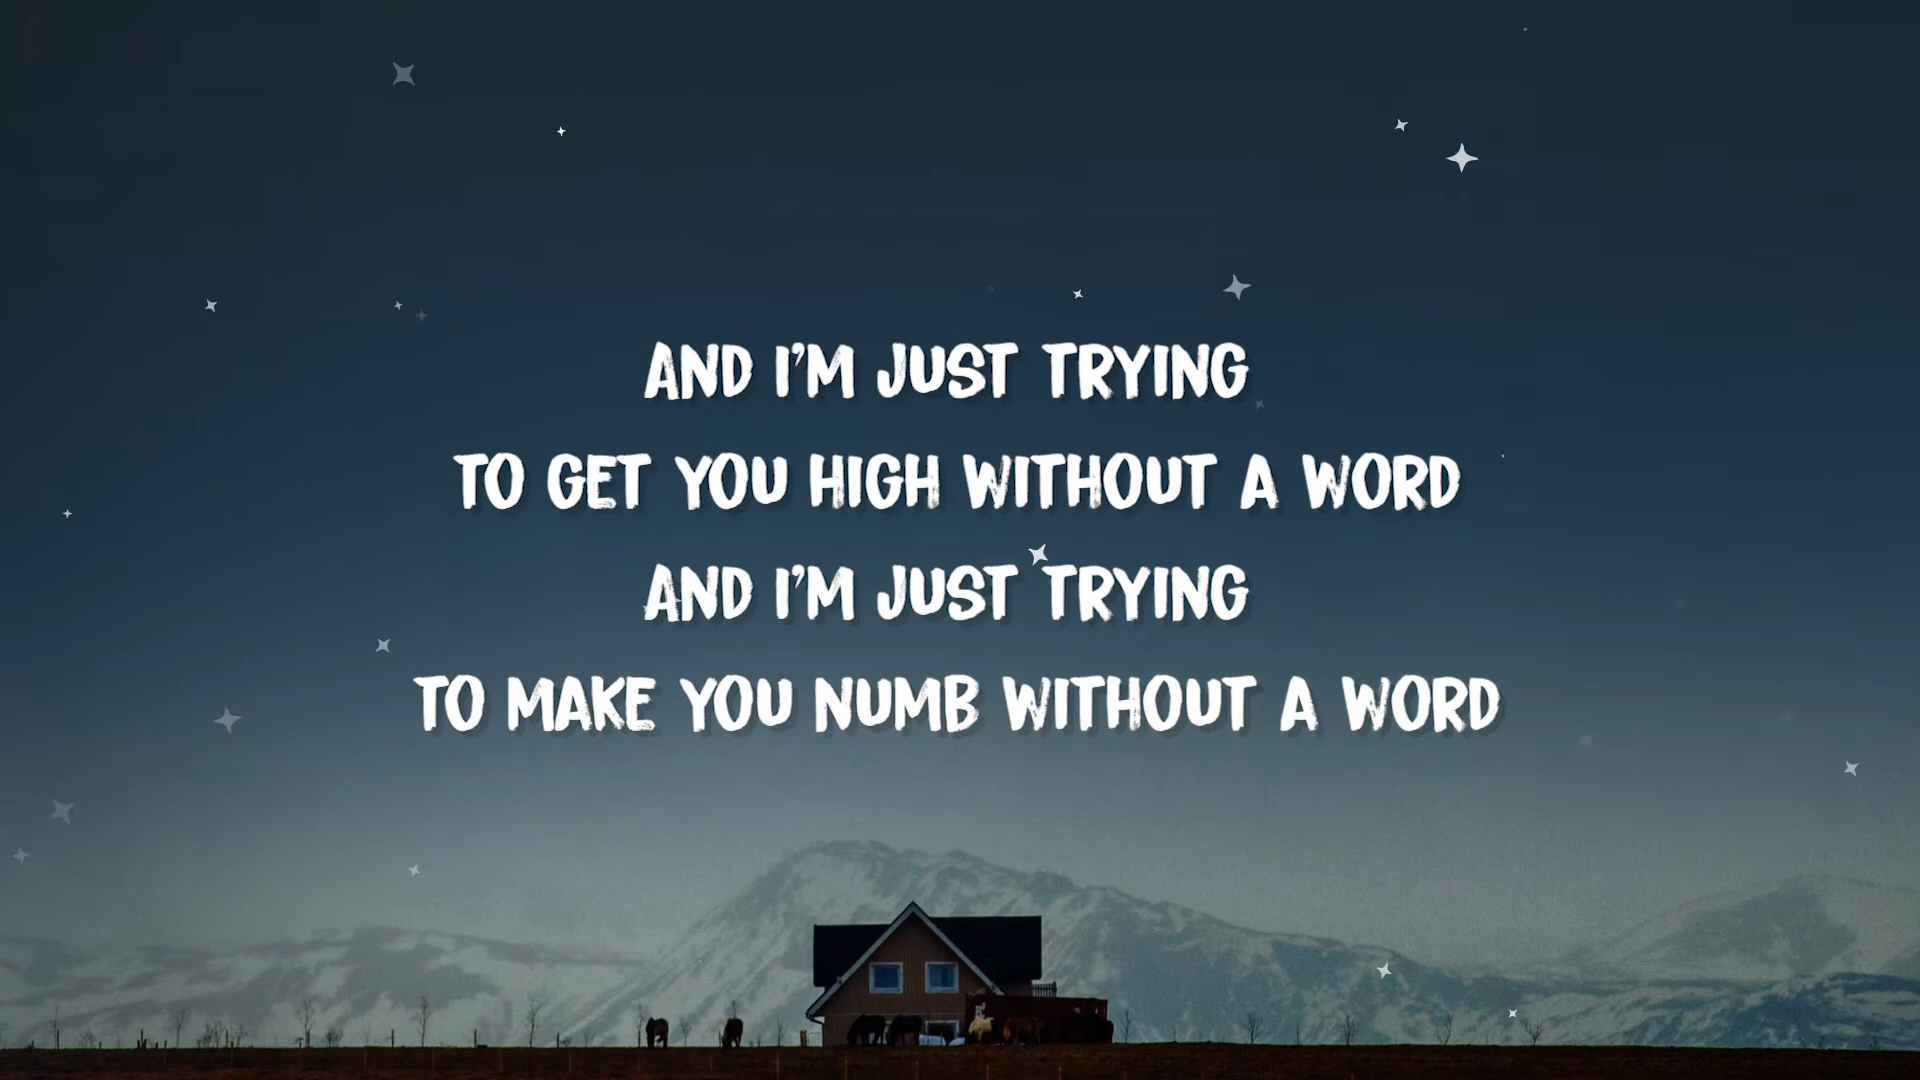 AND I'M JUST TRYING
TO GET YOU HIGH WITHOUT A WORD
AND I'M JUST TRYING
TO MAKE YOU NUMB WITHOUT A WORD